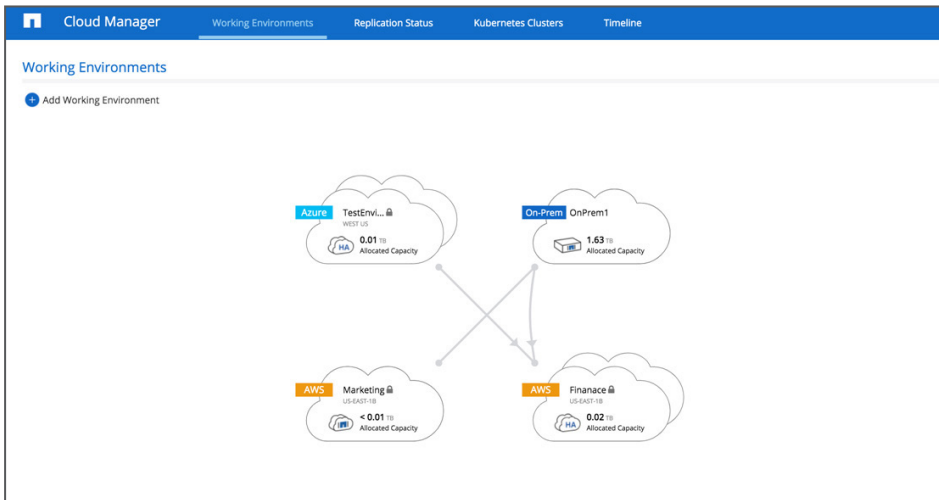 Cloud Manager
Working Environments
Replication Status
Kubernetes Clusters
Timeline
Working Environments
Add Working Environment
Azure
TestEnvi...
WEST US
HA
0.01 TB
Allocated Capacity
On-Prem
OnPrem1
1.63 TB
Allocated Capacity
AWS
Marketing
US-EAST-1B
< 0.01 TB
Allocated Capacity
AWS
Finanace
US-EAST-1B
HA
0.02 TB
Allocated Capacity